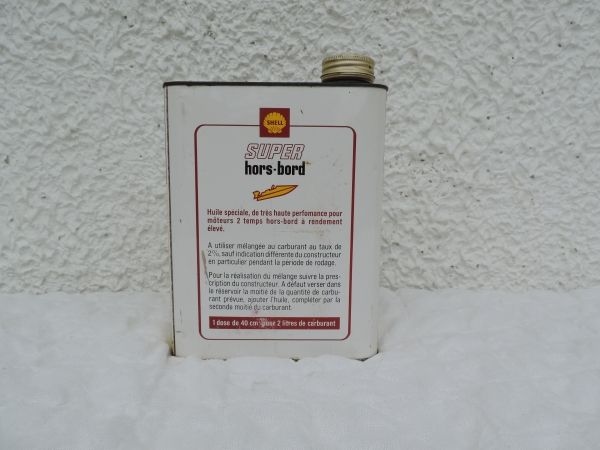 SHELL
SUPER
hors-bord
Huile spéciale, de très haute perfomance pour
môteurs 2 temps hors-bord à rendement
élevé.
A utiliser mélangée au carburant au taux de
2%, sauf indication différente du constructeur
en particulier pendant la periode de rodage.
Pour la réalisation du mélange suivre la pres-
cription du constructeur. A défaut verser dans
le réservoir la moitié de la quantité de carbu-
rant prévue, ajouter l'huile, compléter par la
seconde moitié du carburant.
1 dose de 40 cm³ pour 2 litres de carburant